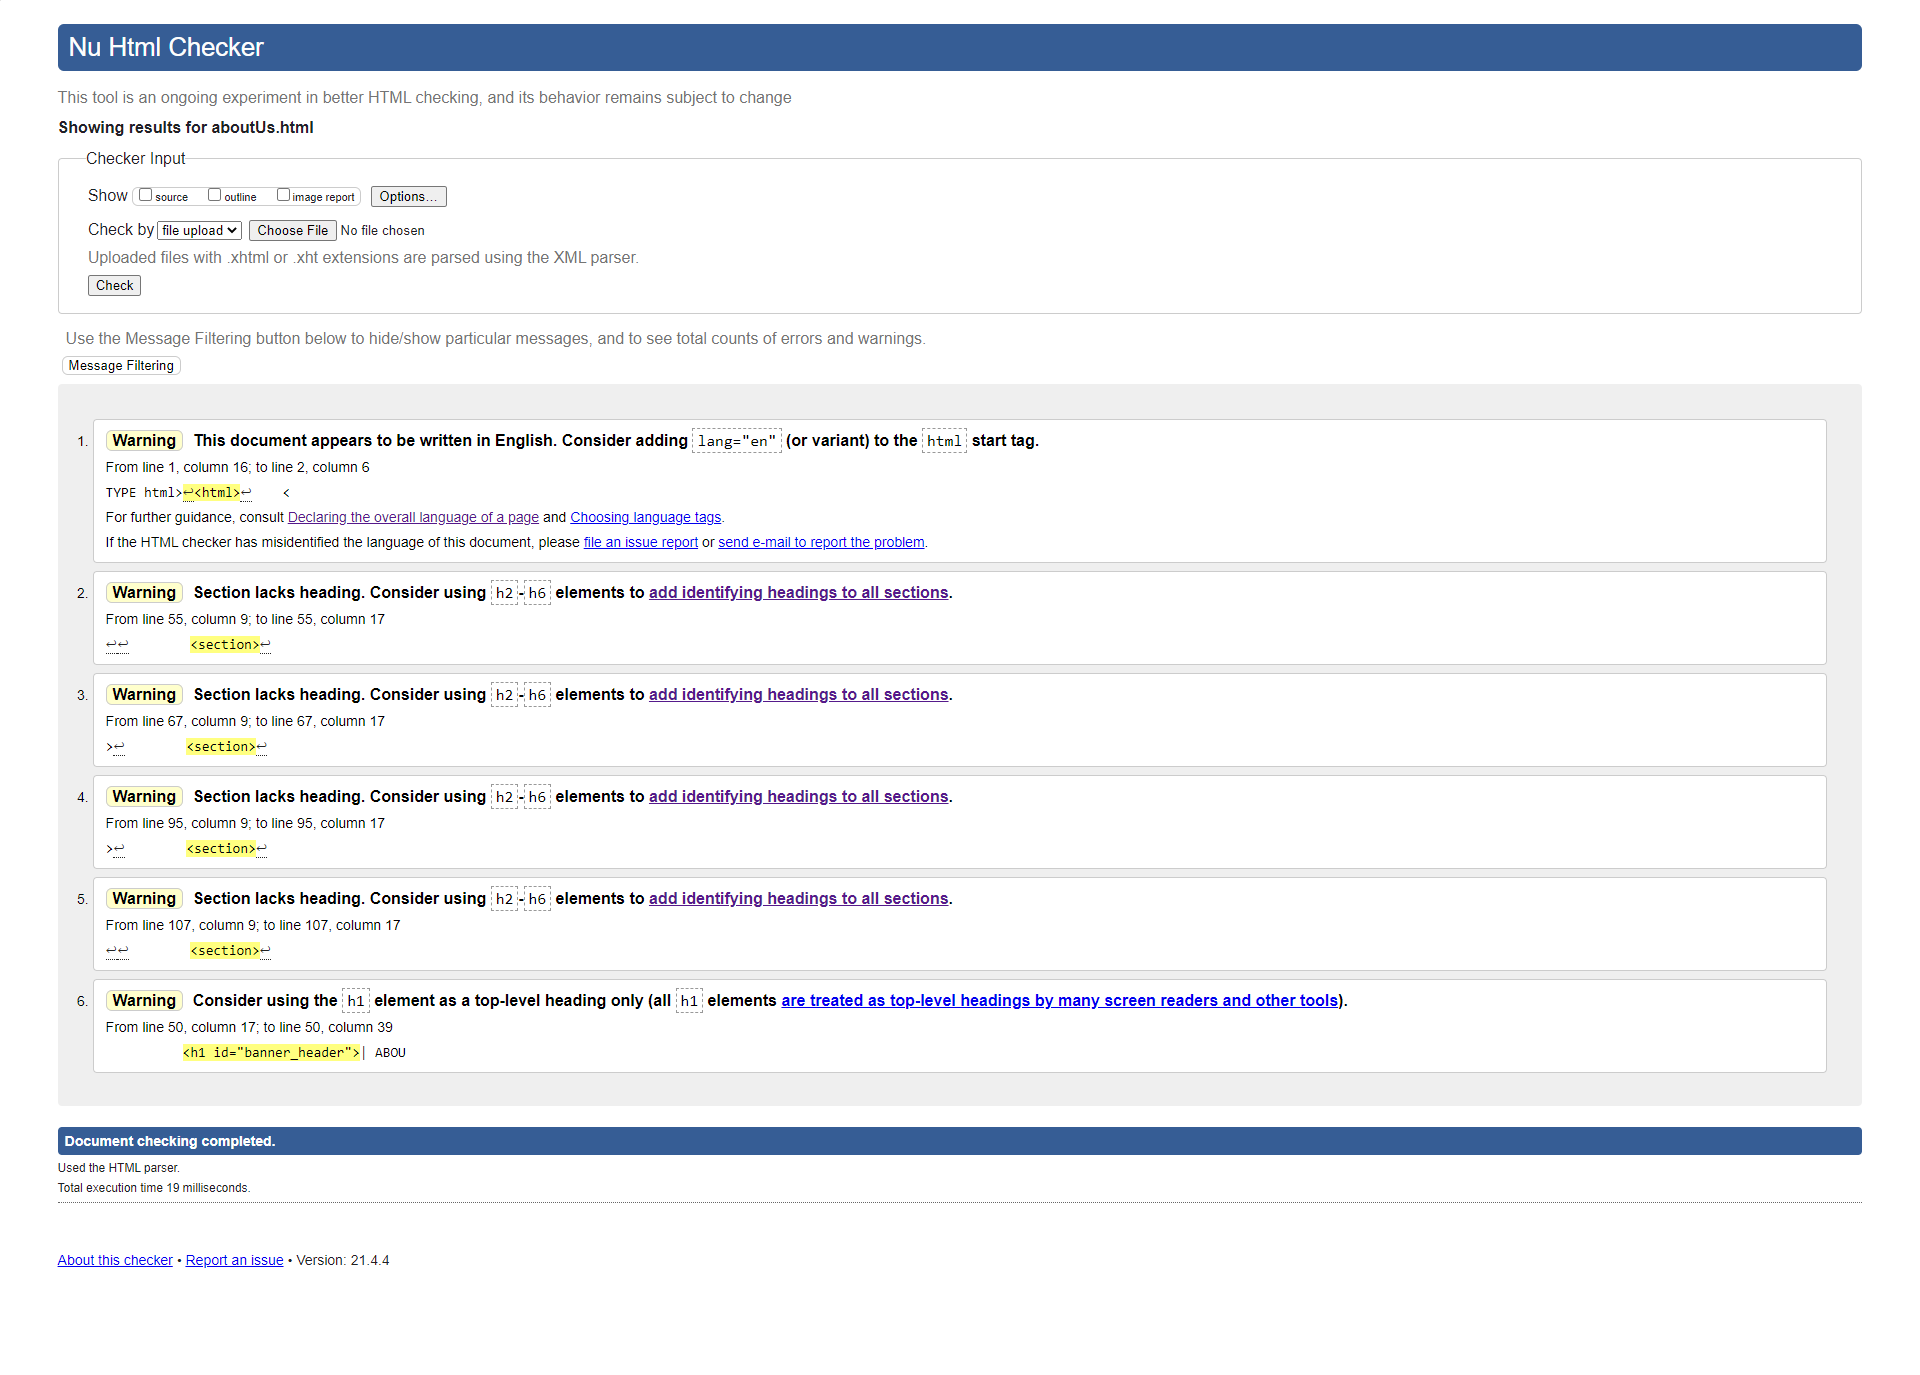 Nu Html Checker
This tool is an ongoing experiment in better HTML checking, and its behavior remains subject to change
Showing results for aboutUs.html
Checker Input
Show source outline image report Options...
Check by file upload Choose File No file chosen
Uploaded files with .xhtml or .xht extensions are parsed using the XML parser.
Check
Use the Message Filtering button below to hide/show particular messages, and to see total counts of errors and warnings.
Message Filtering
1. Warning This document appears to be written in English. Consider adding lang="en" (or variant) to the html start tag.
From line 1, column 16; to line 2, column 6
TYPE html>↩<html>↩ <
For further guidance, consult Declaring the overall language of a page and Choosing language tags.
If the HTML checker has misidentified the language of this document, please file an issue report or send e-mail to report the problem.
2. Warning Section lacks heading. Consider using h2-h6 elements to add identifying headings to all sections.
From line 55, column 9; to line 55, column 17
↩↩ <section>↩
3. Warning Section lacks heading. Consider using h2-h6 elements to add identifying headings to all sections.
From line 67, column 9; to line 67, column 17
>↩ <section>↩
4. Warning Section lacks heading. Consider using h2-h6 elements to add identifying headings to all sections.
From line 95, column 9; to line 95, column 17
>↩ <section>↩
5. Warning Section lacks heading. Consider using h2-h6 elements to add identifying headings to all sections.
From line 107, column 9; to line 107, column 17
↩↩ <section>↩
6. Warning Consider using the h1 element as a top-level heading only (all h1 elements are treated as top-level headings by many screen readers and other tools).
From line 50, column 17; to line 50, column 39
<h1 id="banner_header">| ABOU
Document checking completed.
Used the HTML parser.
Total execution time 19 milliseconds.
About this checker • Report an issue • Version: 21.4.4